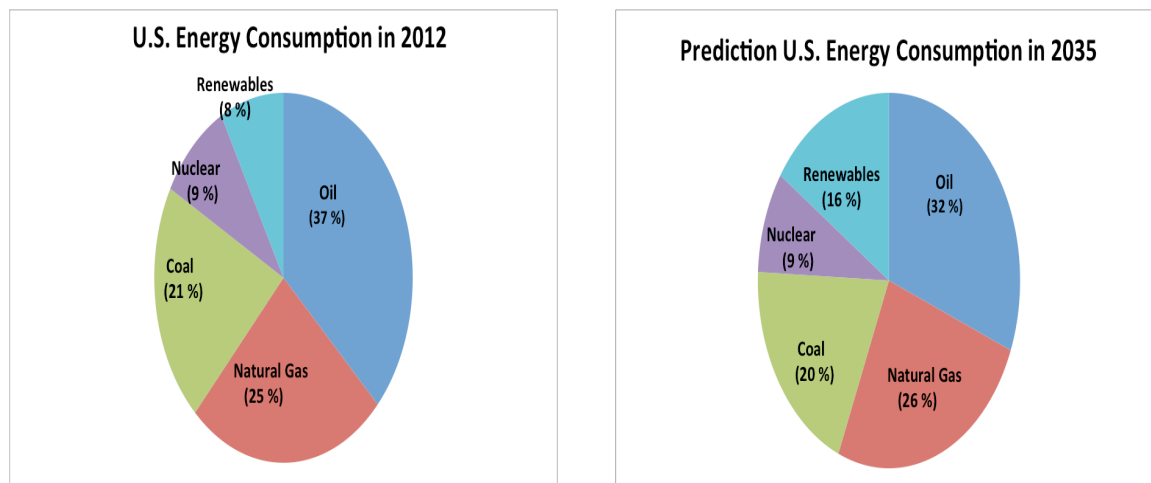 U.S. Energy Consumption in 2012
Renewables
(8 %)
Nuclear
(9 %)
Oil
(37 %)
Coal
(21 %)
Natural Gas
(25 %)
Prediction U.S. Energy Consumption in 2035
Renewables
(16 %)
Oil
(32 %)
Nuclear
(9 %)
Coal
(20 %)
Natural Gas
(26 %)